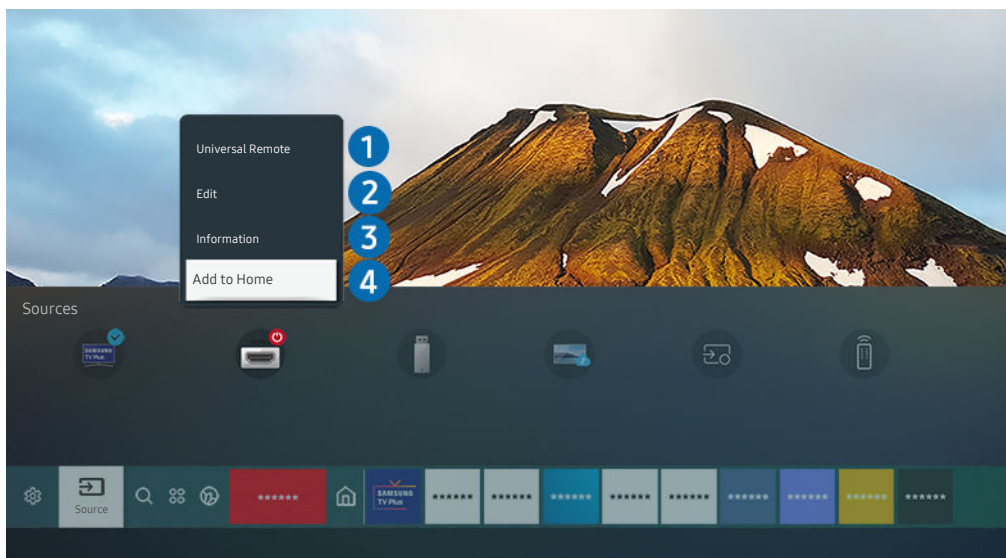 Universal Remote
1
Edit
2
Information
3
Add to Home
4
Sources
SAMSUNG
TV Plus
Source
******
SAMSUNG
TV Plus
******
******
******
******
******
******
******
******
******